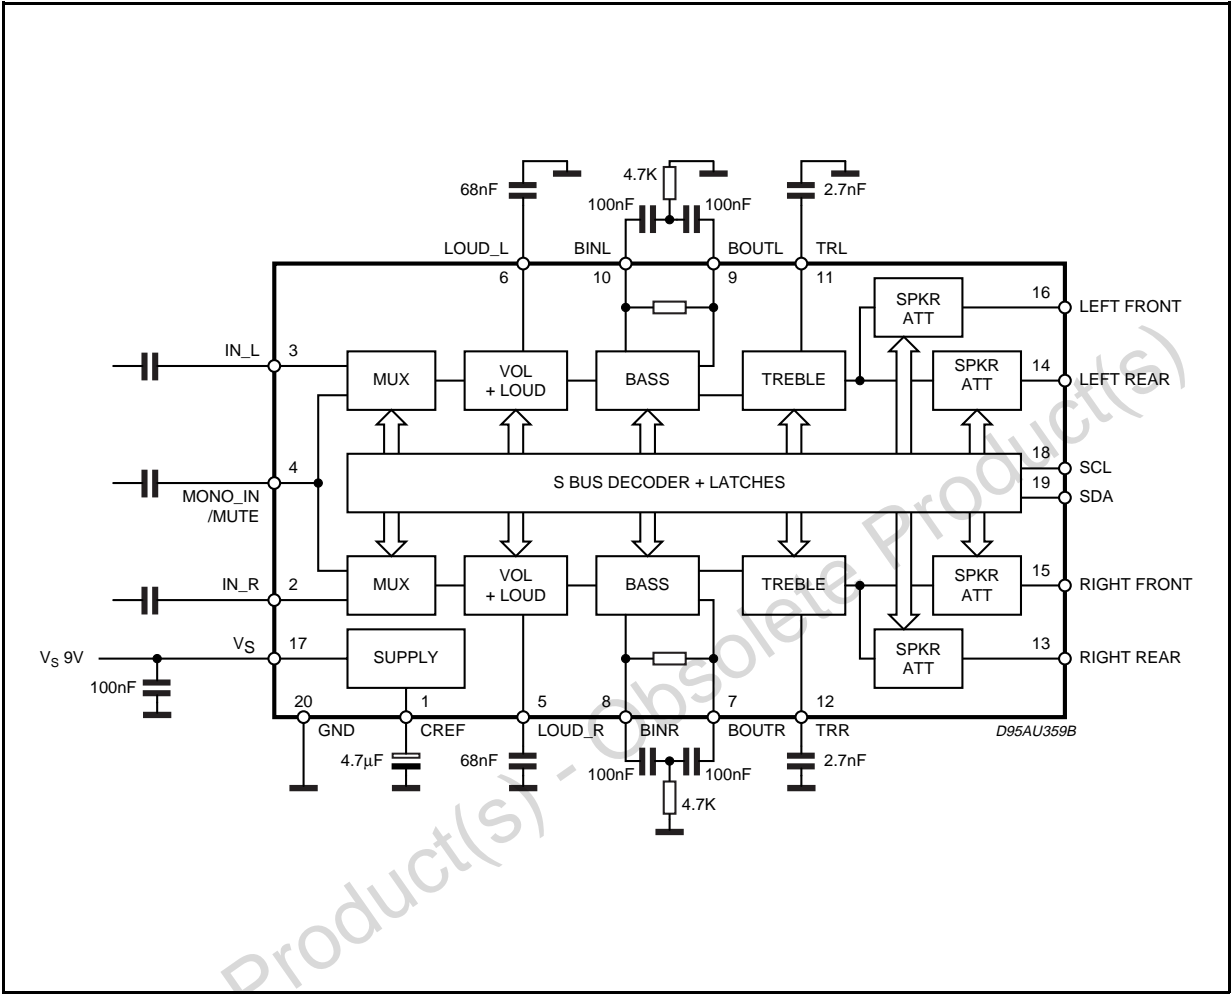 4.7K
68nF
100nF
100nF
2.7nF
LOUD_L
BINL
BOUTL
TRL
6
10
9
11
SPKR
ATT
16
LEFT FRONT
IN_L
3
MUX
VOL
+ LOUD
BASS
TREBLE
SPKR
ATT
14
LEFT REAR
4
MONO_IN
/MUTE
S BUS DECODER + LATCHES
18
SCL
19
SDA
IN_R
2
MUX
VOL
+ LOUD
BASS
TREBLE
SPKR
ATT
15
RIGHT FRONT
VS 9V
VS
17
SUPPLY
SPKR
ATT
13
RIGHT REAR
100nF
20
1
5
8
7
12
GND
CREF
LOUD_R
BINR
BOUTR
TRR
D95AU359B
4.7μF
68nF
100nF
100nF
2.7nF
4.7K
Product(s) - Obsolete Product(s)